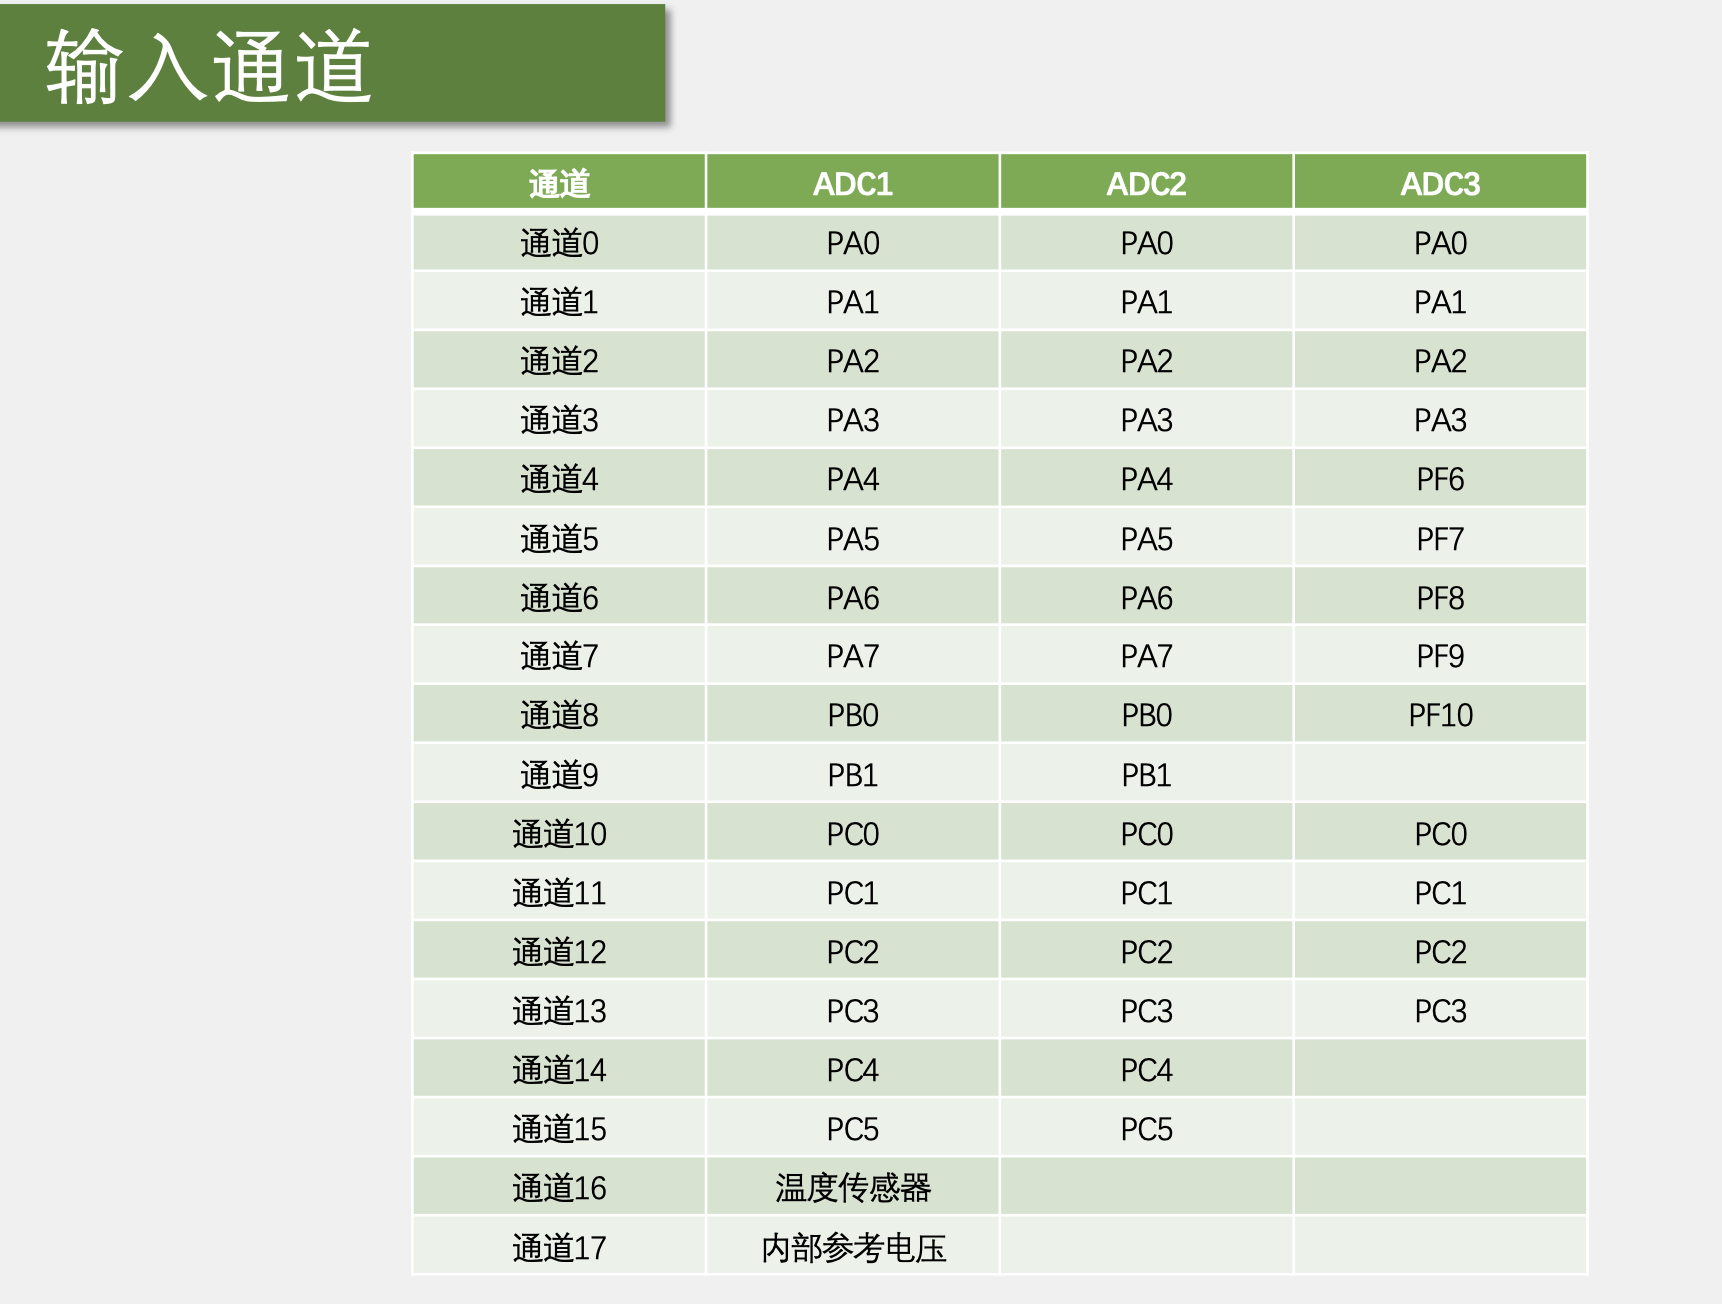 输入通道
通道 ADC1 ADC2 ADC3
通道0 PA0 PA0 PA0
通道1 PA1 PA1 PA1
通道2 PA2 PA2 PA2
通道3 PA3 PA3 PA3
通道4 PA4 PA4 PF6
通道5 PA5 PA5 PF7
通道6 PA6 PA6 PF8
通道7 PA7 PA7 PF9
通道8 PB0 PB0 PF10
通道9 PB1 PB1
通道10 PC0 PC0 PC0
通道11 PC1 PC1 PC1
通道12 PC2 PC2 PC2
通道13 PC3 PC3 PC3
通道14 PC4 PC4
通道15 PC5 PC5
通道16 温度传感器
通道17 内部参考电压